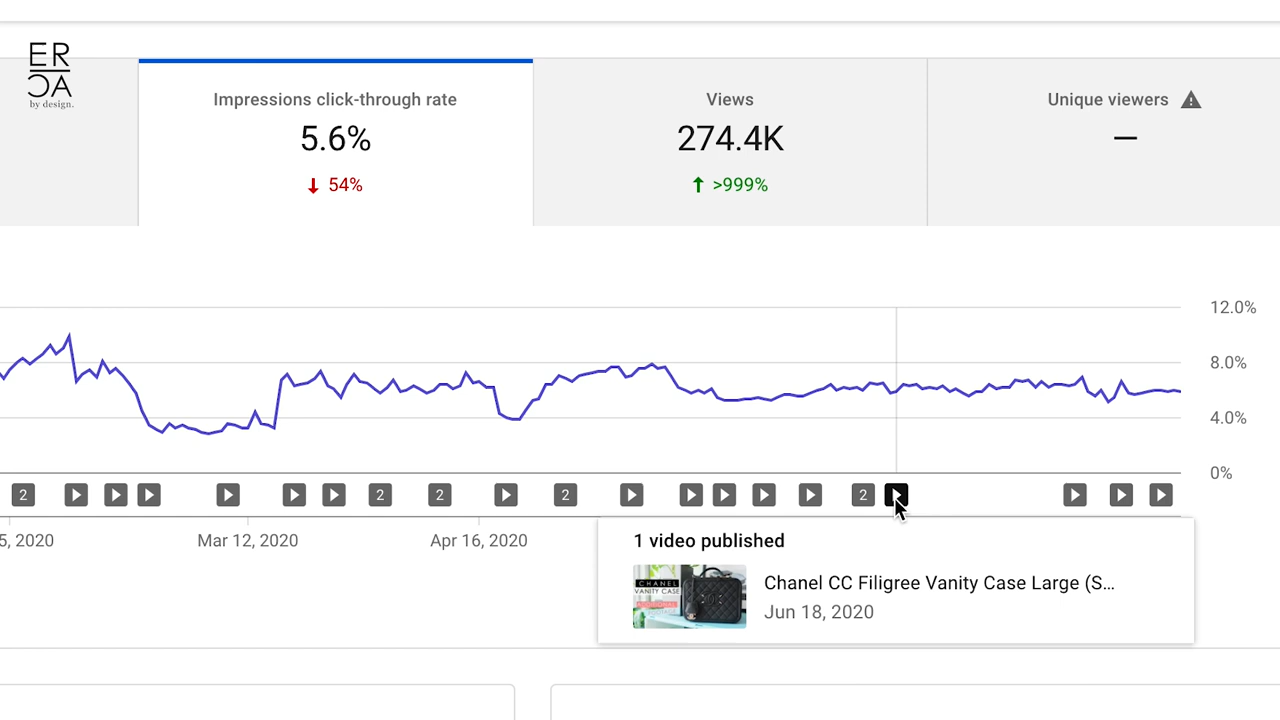 ER
CA
by design.
Impressions click-through rate
5.6%
54%
Views
274.4K
>999%
Unique viewers
—
12.0%
8.0%
4.0%
0%
2
2
2
2
2
5, 2020
Mar 12, 2020
Apr 16, 2020
1 video published
CHANEL
VANITY CASE
Chanel CC Filigree Vanity Case Large (S...
Jun 18, 2020